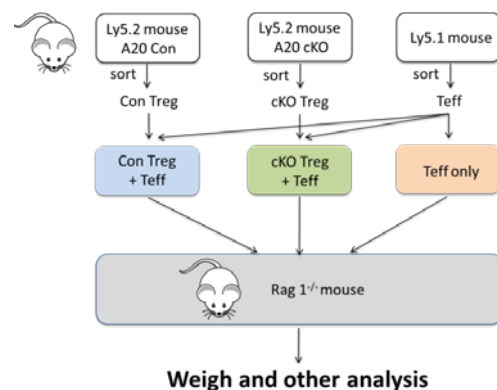 Ly5.2 mouse
A20 Con
Ly5.2 mouse
A20 cKO
Ly5.1 mouse
sort
sort
sort
Con Treg
cKO Treg
Teff
Con Treg
+ Teff
cKO Treg
+ Teff
Teff only
Rag 1⁻/⁻ mouse
Weigh and other analysis